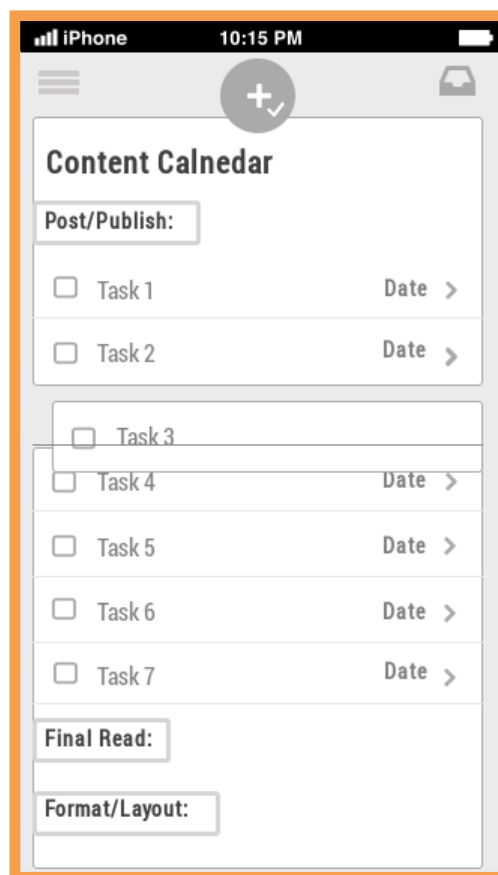 iPhone 10:15 PM
Content Calnedar
Post/Publish:
Task 1 Date
Task 2 Date
Task 3
Task 4 Date
Task 5 Date
Task 6 Date
Task 7 Date
Final Read:
Format/Layout: